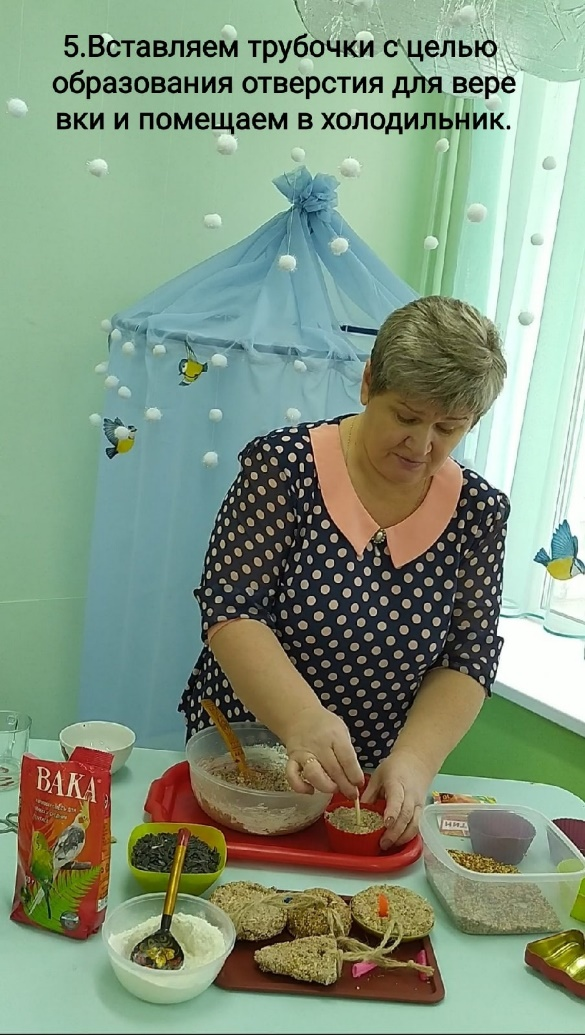 5.Вставляем трубочки с целью
образования отверстия для вере
вки и помещаем в холодильник.
ВАКА